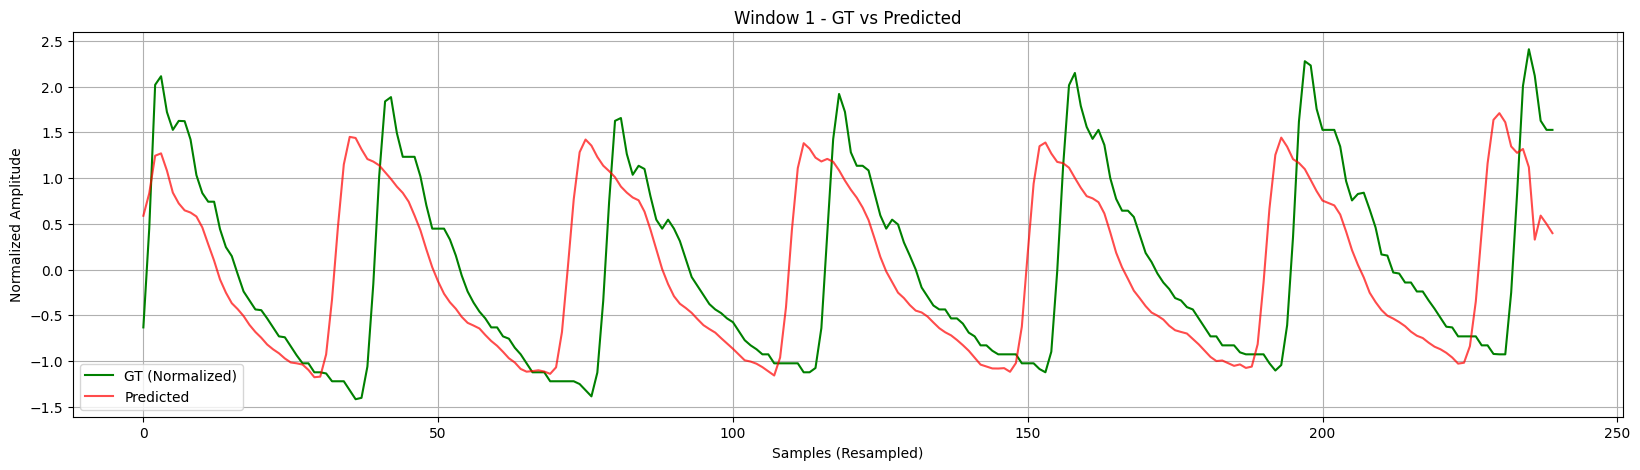 Window 1 - GT vs Predicted
Normalized Amplitude
2.5
2.0
1.5
1.0
0.5
0.0
−0.5
−1.0
−1.5
GT (Normalized)
Predicted
0 50 100 150 200 250
Samples (Resampled)